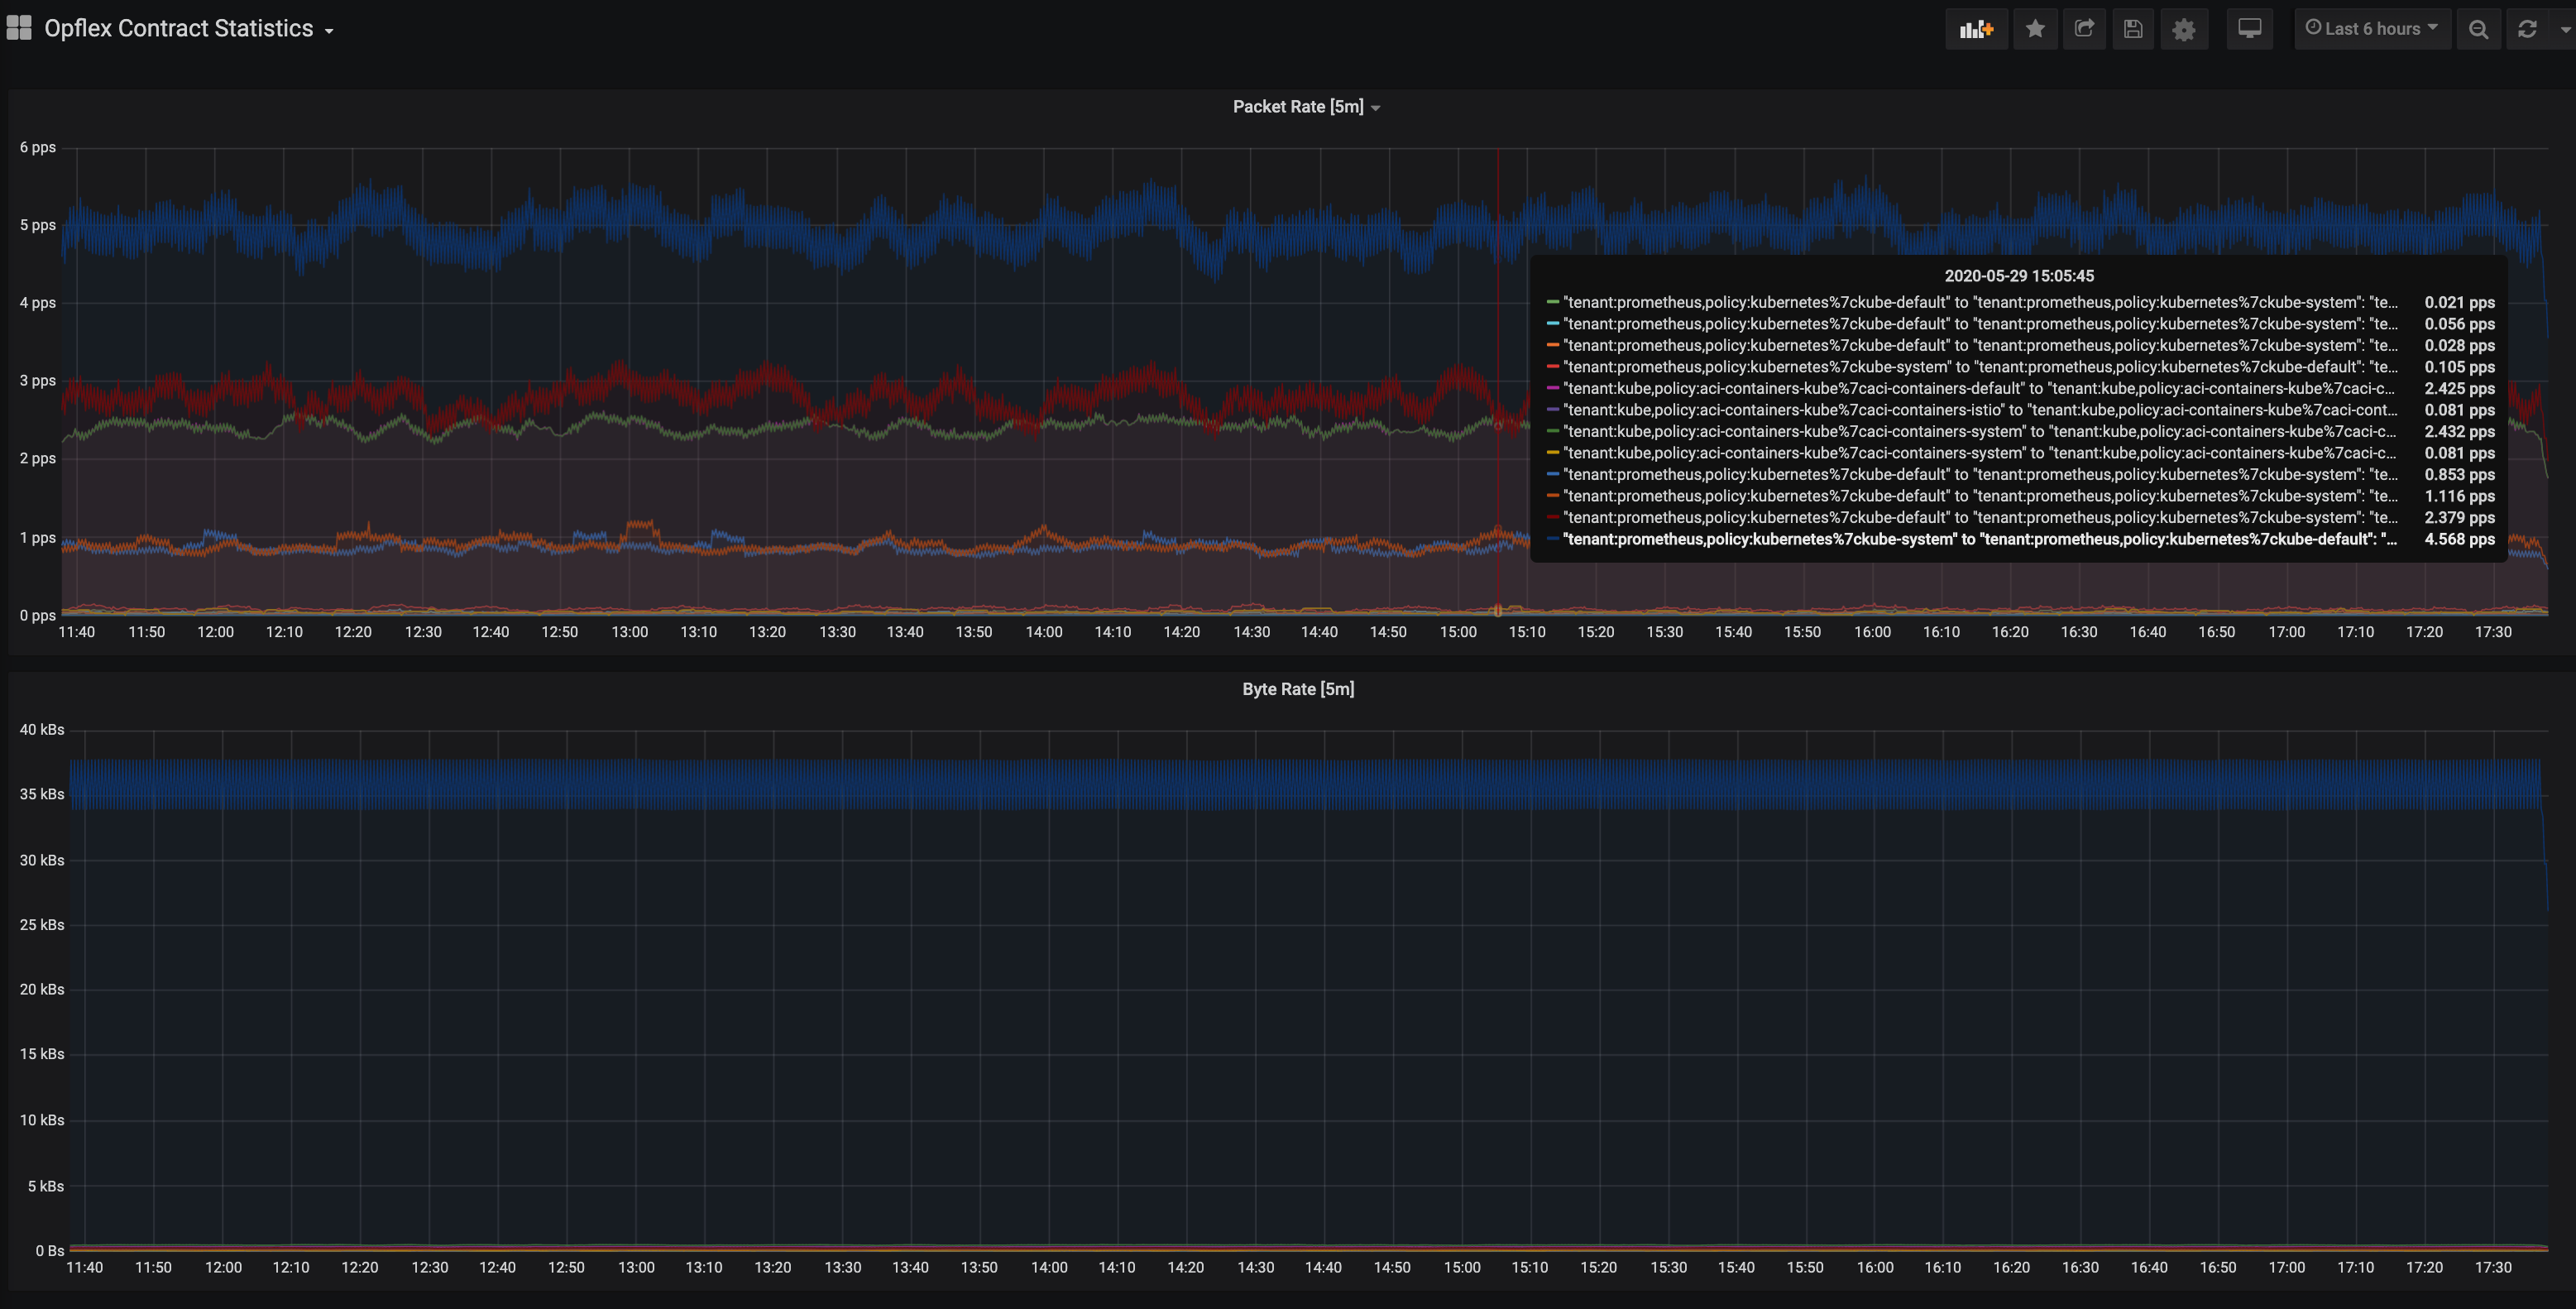 Opflex Contract Statistics
Last 6 hours
Packet Rate [5m]
6 pps
5 pps
4 pps
3 pps
2 pps
1 pps
0 pps
2020-05-29 15:05:45
"tenant:prometheus,policy:kubernetes%7ckube-default" to "tenant:prometheus,policy:kubernetes%7ckube-system": "te... 0.021 pps
"tenant:prometheus,policy:kubernetes%7ckube-default" to "tenant:prometheus,policy:kubernetes%7ckube-system": "te... 0.056 pps
"tenant:prometheus,policy:kubernetes%7ckube-default" to "tenant:prometheus,policy:kubernetes%7ckube-system": "te... 0.028 pps
"tenant:prometheus,policy:kubernetes%7ckube-system" to "tenant:prometheus,policy:kubernetes%7ckube-default": "te... 0.105 pps
"tenant:kube,policy:aci-containers-kube%7caci-containers-default" to "tenant:kube,policy:aci-containers-kube%7caci-c... 2.425 pps
"tenant:kube,policy:aci-containers-kube%7caci-containers-istio" to "tenant:kube,policy:aci-containers-kube%7caci-cont... 0.081 pps
"tenant:kube,policy:aci-containers-kube%7caci-containers-system" to "tenant:kube,policy:aci-containers-kube%7caci-c... 2.432 pps
"tenant:kube,policy:aci-containers-kube%7caci-containers-system" to "tenant:kube,policy:aci-containers-kube%7caci-c... 0.081 pps
"tenant:prometheus,policy:kubernetes%7ckube-default" to "tenant:prometheus,policy:kubernetes%7ckube-system": "te... 0.853 pps
"tenant:prometheus,policy:kubernetes%7ckube-default" to "tenant:prometheus,policy:kubernetes%7ckube-system": "te... 1.116 pps
"tenant:prometheus,policy:kubernetes%7ckube-default" to "tenant:prometheus,policy:kubernetes%7ckube-system": "te... 2.379 pps
"tenant:prometheus,policy:kubernetes%7ckube-system" to "tenant:prometheus,policy:kubernetes%7ckube-default": "... 4.568 pps
11:40 11:50 12:00 12:10 12:20 12:30 12:40 12:50 13:00 13:10 13:20 13:30 13:40 13:50 14:00 14:10 14:20 14:30 14:40 14:50 15:00 15:10 15:20 15:30 15:40 15:50 16:00 16:10 16:20 16:30 16:40 16:50 17:00 17:10 17:20 17:30
Byte Rate [5m]
40 kBs
35 kBs
30 kBs
25 kBs
20 kBs
15 kBs
10 kBs
5 kBs
0 Bs
11:40 11:50 12:00 12:10 12:20 12:30 12:40 12:50 13:00 13:10 13:20 13:30 13:40 13:50 14:00 14:10 14:20 14:30 14:40 14:50 15:00 15:10 15:20 15:30 15:40 15:50 16:00 16:10 16:20 16:30 16:40 16:50 17:00 17:10 17:20 17:30